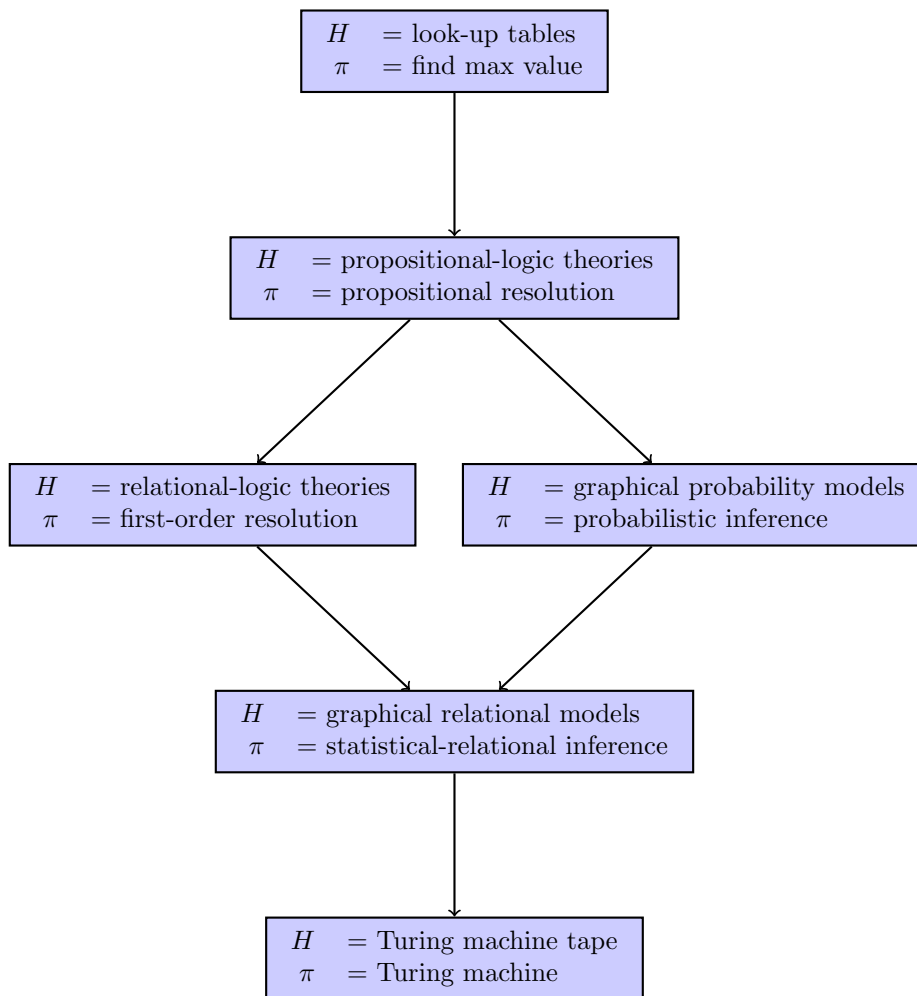 H = look-up tables
π = find max value
H = propositional-logic theories
π = propositional resolution
H = relational-logic theories
π = first-order resolution
H = graphical probability models
π = probabilistic inference
H = graphical relational models
π = statistical-relational inference
H = Turing machine tape
π = Turing machine